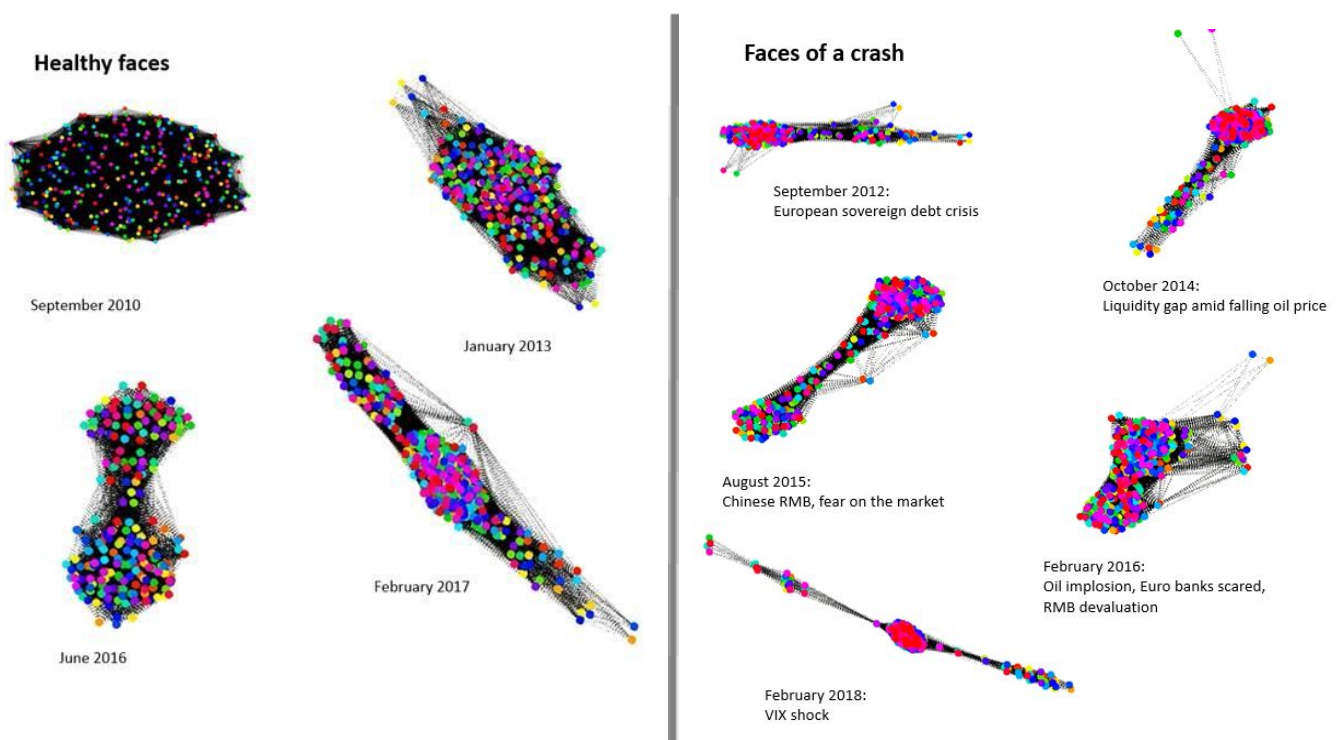 Healthy faces
September 2010
January 2013
June 2016
February 2017
Faces of a crash
September 2012:
European sovereign debt crisis
October 2014:
Liquidity gap amid falling oil price
August 2015:
Chinese RMB, fear on the market
February 2016:
Oil implosion, Euro banks scared,
RMB devaluation
February 2018:
VIX shock